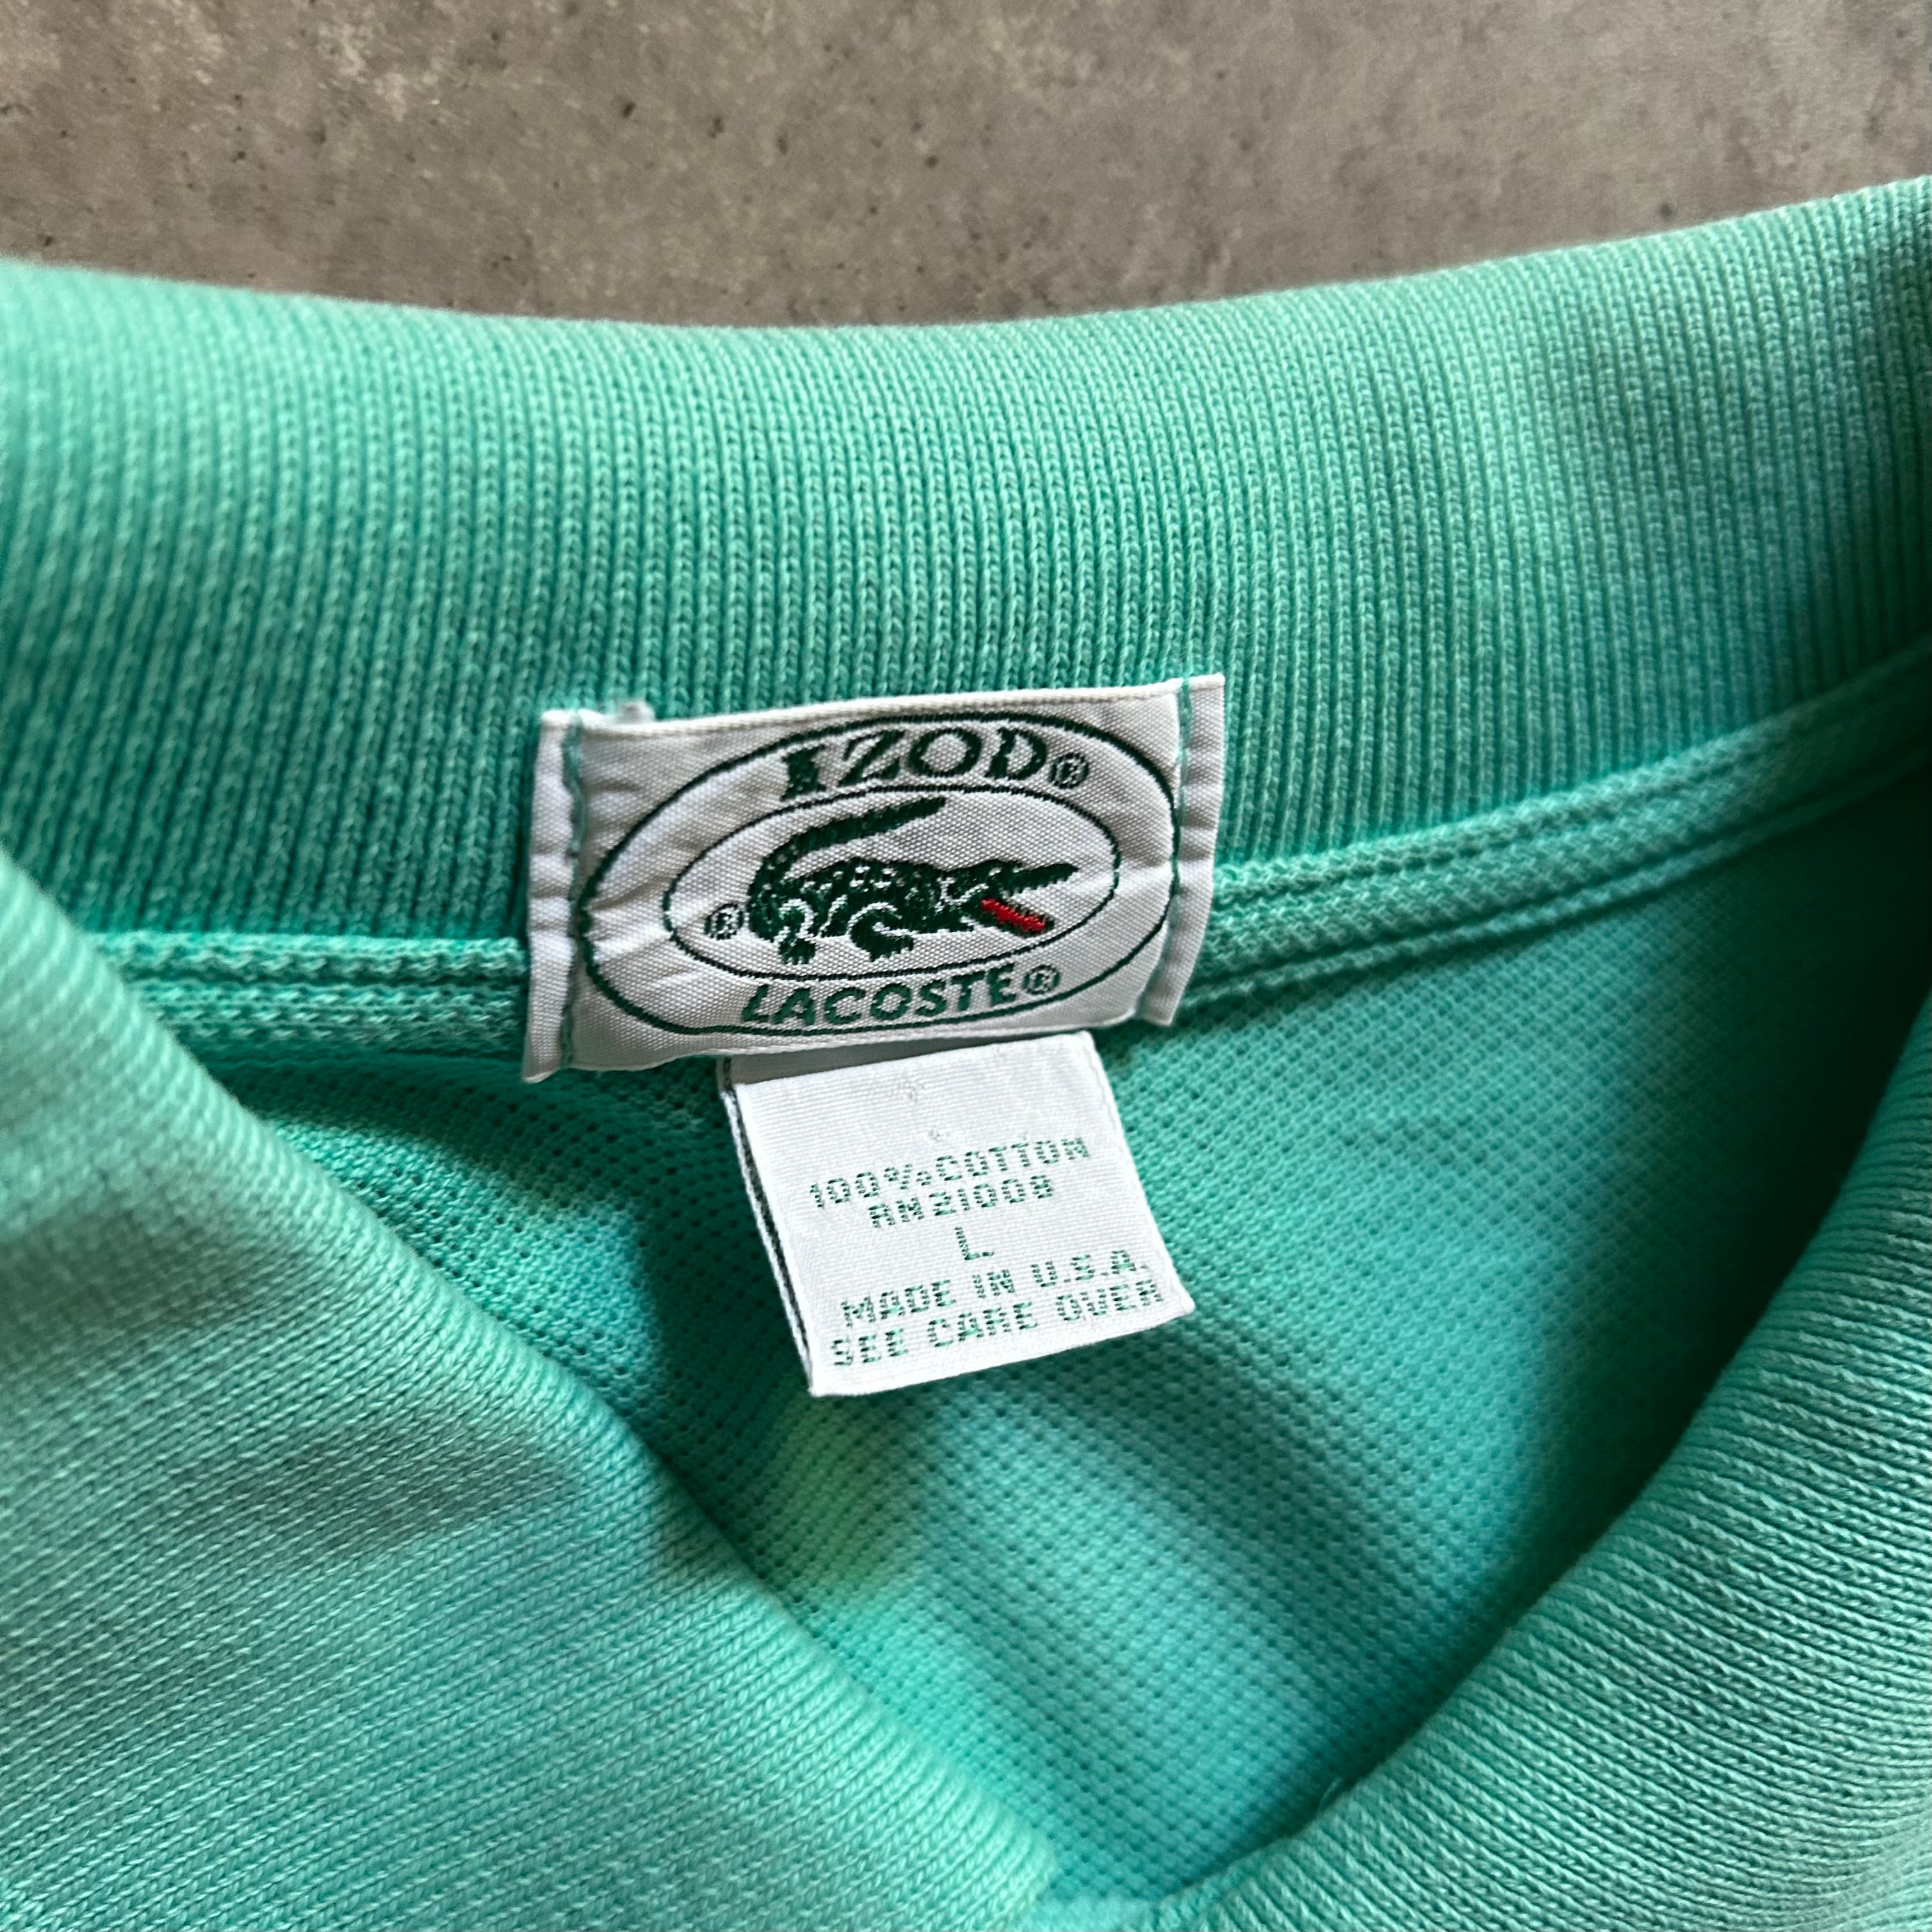 IZOD®
®
LACOSTE®
100% COTTON
RN21008
L
MADE IN U.S.A.
SEE CARE OVER